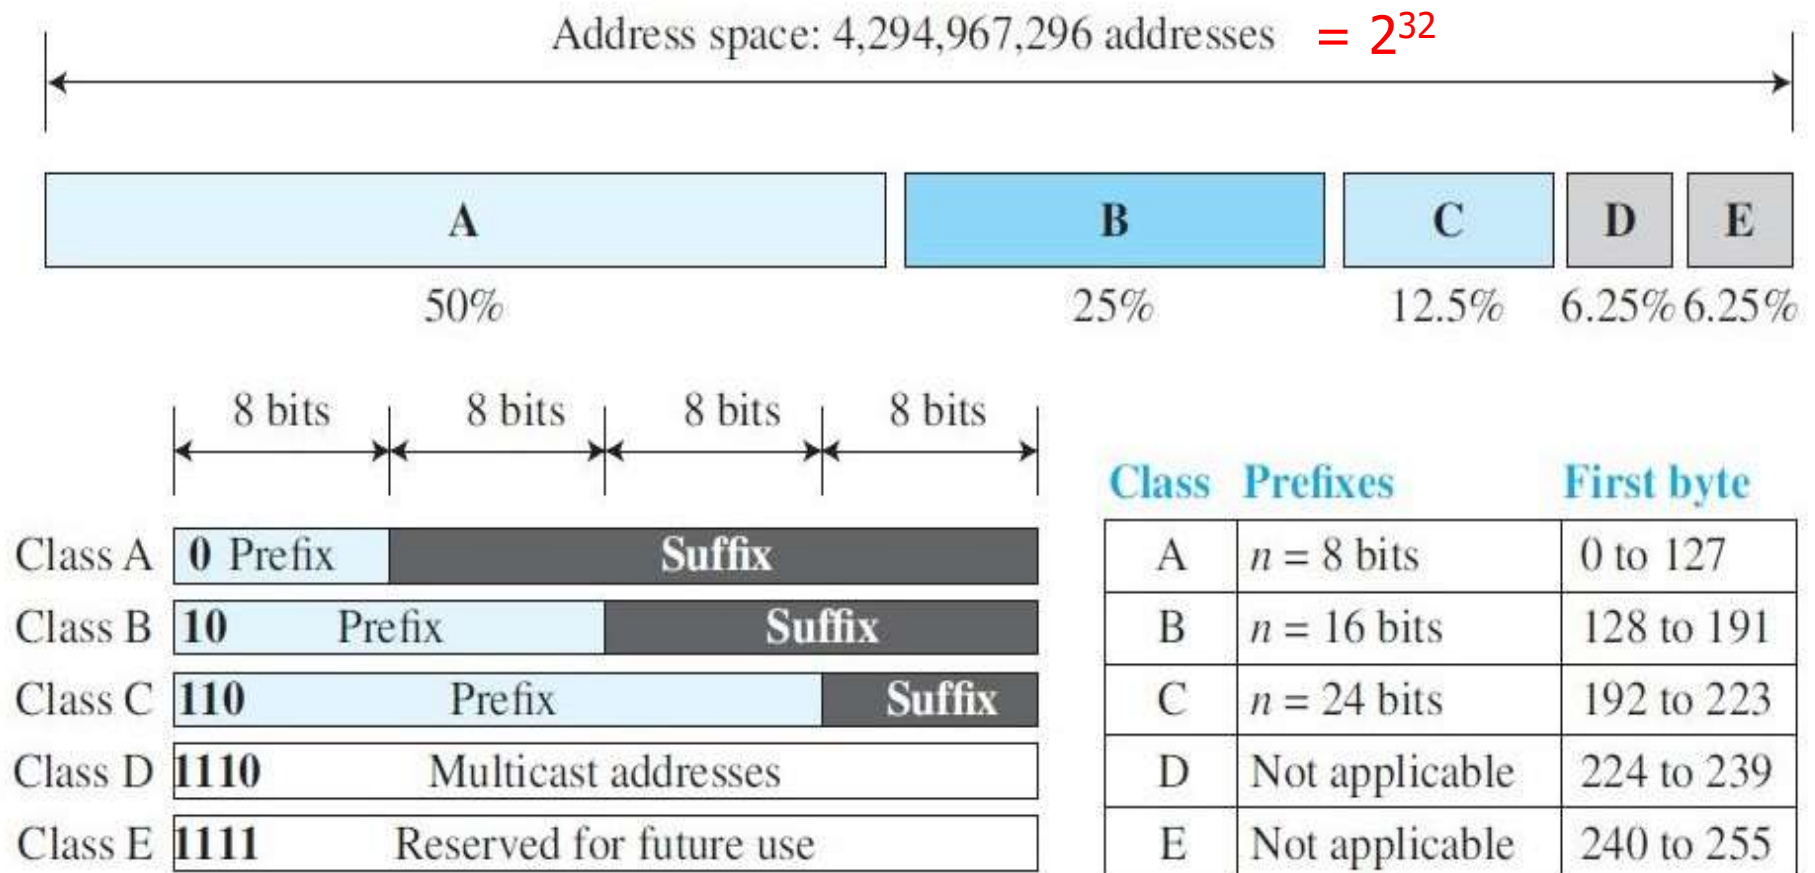 Address space: 4,294,967,296 addresses = 2³²
A B C D E
50% 25% 12.5% 6.25% 6.25%
8 bits 8 bits 8 bits 8 bits
Class A 0 Prefix Suffix
Class B 10 Prefix Suffix
Class C 110 Prefix Suffix
Class D 1110 Multicast addresses
Class E 1111 Reserved for future use
Class Prefixes First byte
A n = 8 bits 0 to 127
B n = 16 bits 128 to 191
C n = 24 bits 192 to 223
D Not applicable 224 to 239
E Not applicable 240 to 255